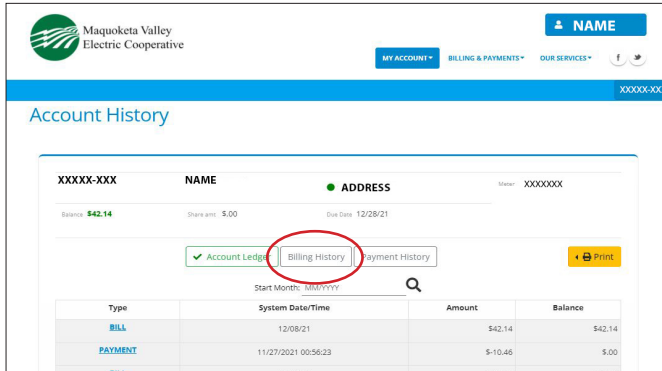 Maquoketa Valley
Electric Cooperative
NAME
MY ACCOUNT BILLING & PAYMENTS OUR SERVICES f
XXXXX-XX
Account History
XXXXX-XXX NAME ADDRESS Meter XXXXXXX
Balance $42.14 Share amt $.00 Due Date 12/28/21
Account Ledger Billing History Payment History Print
Start Month: MM/YYYY
Type System Date/Time Amount Balance
BILL 12/08/21 $42.14 $42.14
PAYMENT 11/27/2021 00:56:23 $-10.46 $.00